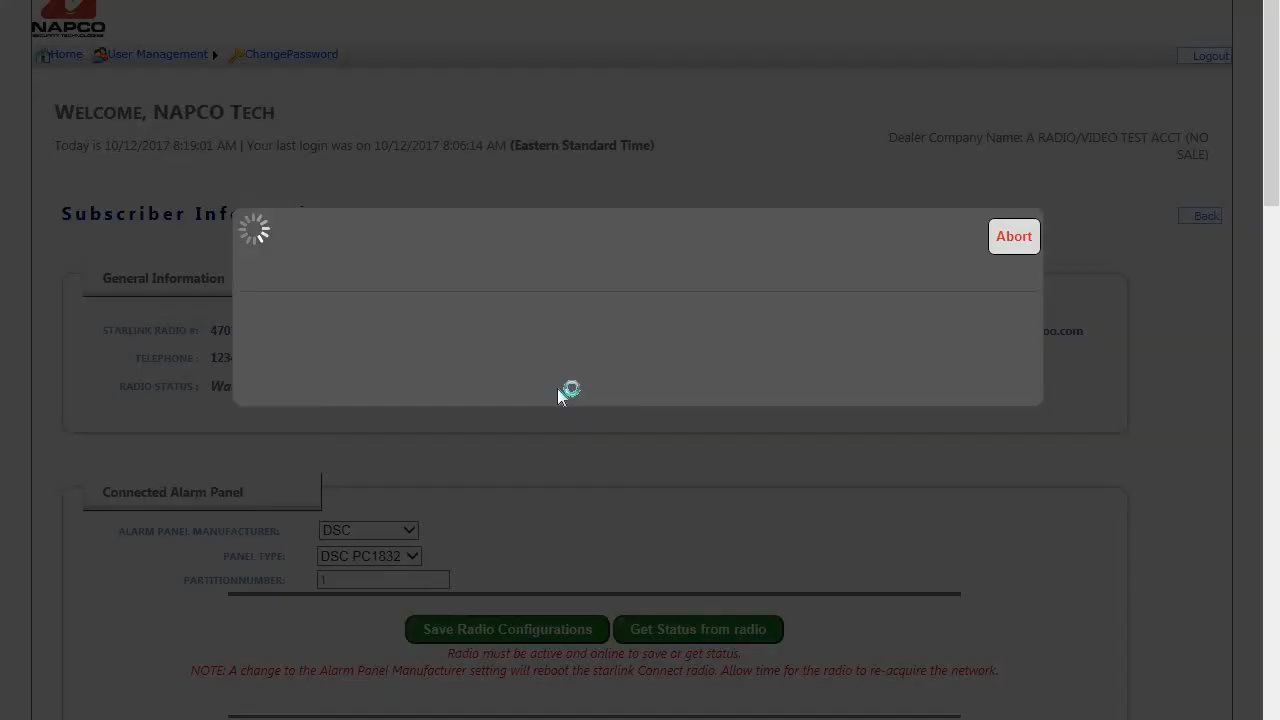 NAPCO
SECURITY TECHNOLOGIES
Home User Management ChangePassword Logout
WELCOME, NAPCO TECH
Today is 10/12/2017 8:19:01 AM | Your last login was on 10/12/2017 8:06:14 AM (Eastern Standard Time)
Dealer Company Name: A RADIO/VIDEO TEST ACCT (NO
SALE)
Subscriber
Back
Abort
General Information
STARLINK RADIO #:
oo.com
TELEPHONE :
RADIO STATUS :
Connected Alarm Panel
ALARM PANEL MANUFACTURER: DSC
PANEL TYPE: DSC PC1832
PARTITIONNUMBER: 1
Save Radio Configurations Get Status from radio
Radio must be active and online to save or get status.
NOTE: A change to the Alarm Panel Manufacturer setting will reboot the starlink Connect radio. Allow time for the radio to re-acquire the network.